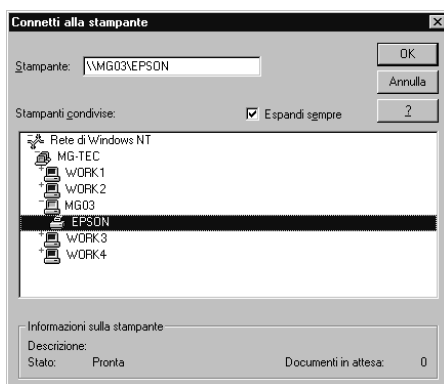 Connetti alla stampante
Stampante: \\MG03\EPSON
OK
Annulla
Stampanti condivise:
Espandi sempre
?
Rete di Windows NT
MG-TEC
WORK1
WORK2
MG03
EPSON
WORK3
WORK4
Informazioni sulla stampante
Descrizione:
Stato: Pronta Documenti in attesa: 0